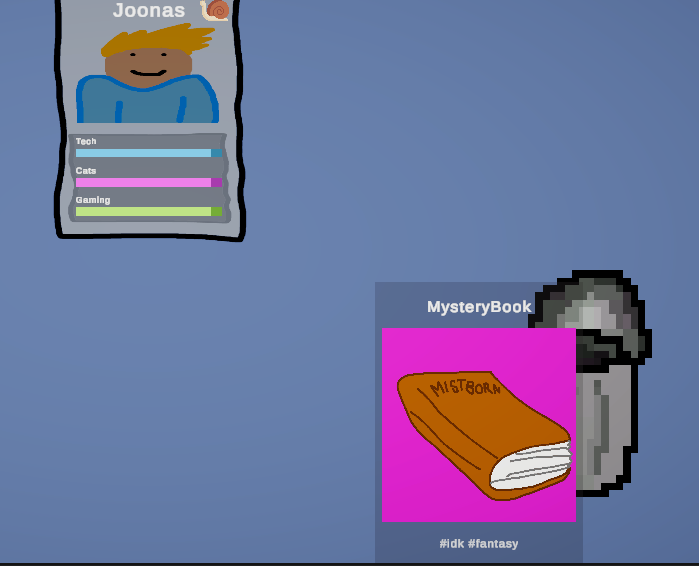 Joonas
Tech
Cats
Gaming
MysteryBook
MISTBORN
#idk #fantasy